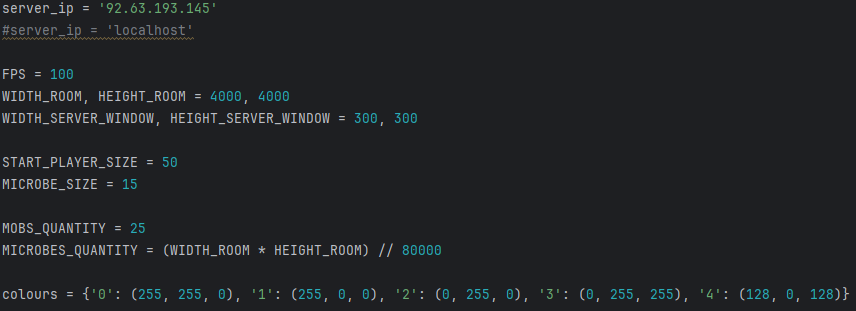 server_ip = '92.63.193.145'
#server_ip = 'localhost'
FPS = 100
WIDTH_ROOM, HEIGHT_ROOM = 4000, 4000
WIDTH_SERVER_WINDOW, HEIGHT_SERVER_WINDOW = 300, 300
START_PLAYER_SIZE = 50
MICROBE_SIZE = 15
MOBS_QUANTITY = 25
MICROBES_QUANTITY = (WIDTH_ROOM * HEIGHT_ROOM) // 80000
colours = {'0': (255, 255, 0), '1': (255, 0, 0), '2': (0, 255, 0), '3': (0, 255, 255), '4': (128, 0, 128)}